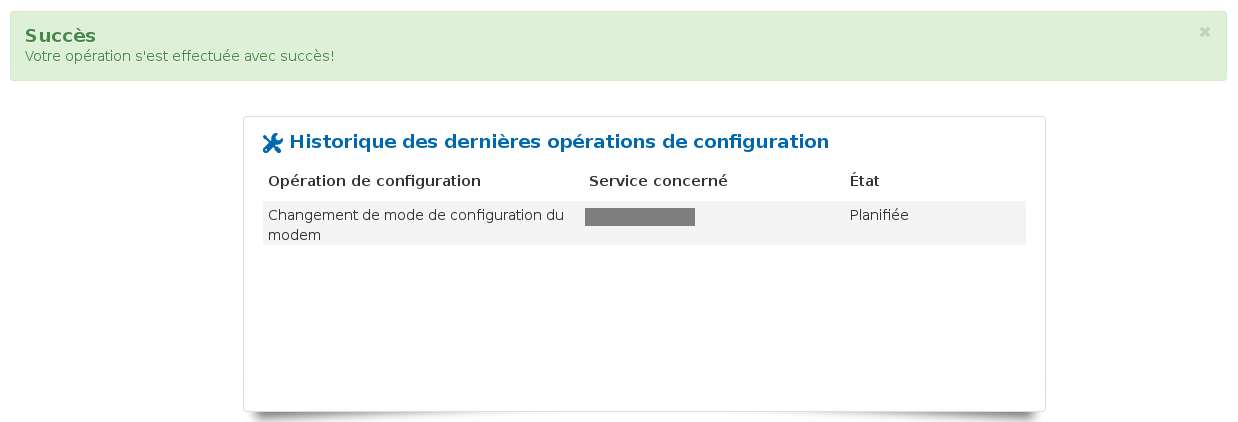 Succès
Votre opération s'est effectuée avec succès!
Historique des dernières opérations de configuration
Opération de configuration Service concerné État
Changement de mode de configuration du Planifiée
modem